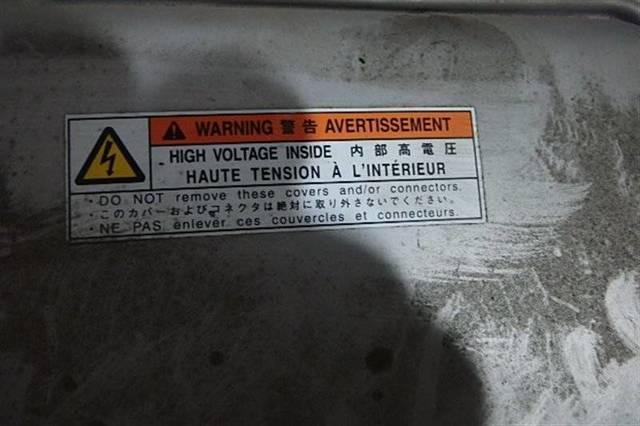 WARNING 警告 AVERTISSEMENT
HIGH VOLTAGE INSIDE 内部高電圧
HAUTE TENSION À L'INTÉRIEUR
・DO NOT remove these covers and/or connectors.
・このカバーおよびコネクタは絶対に取り外さないでください。
・NE PAS enlever ces couvercles et connecteurs.